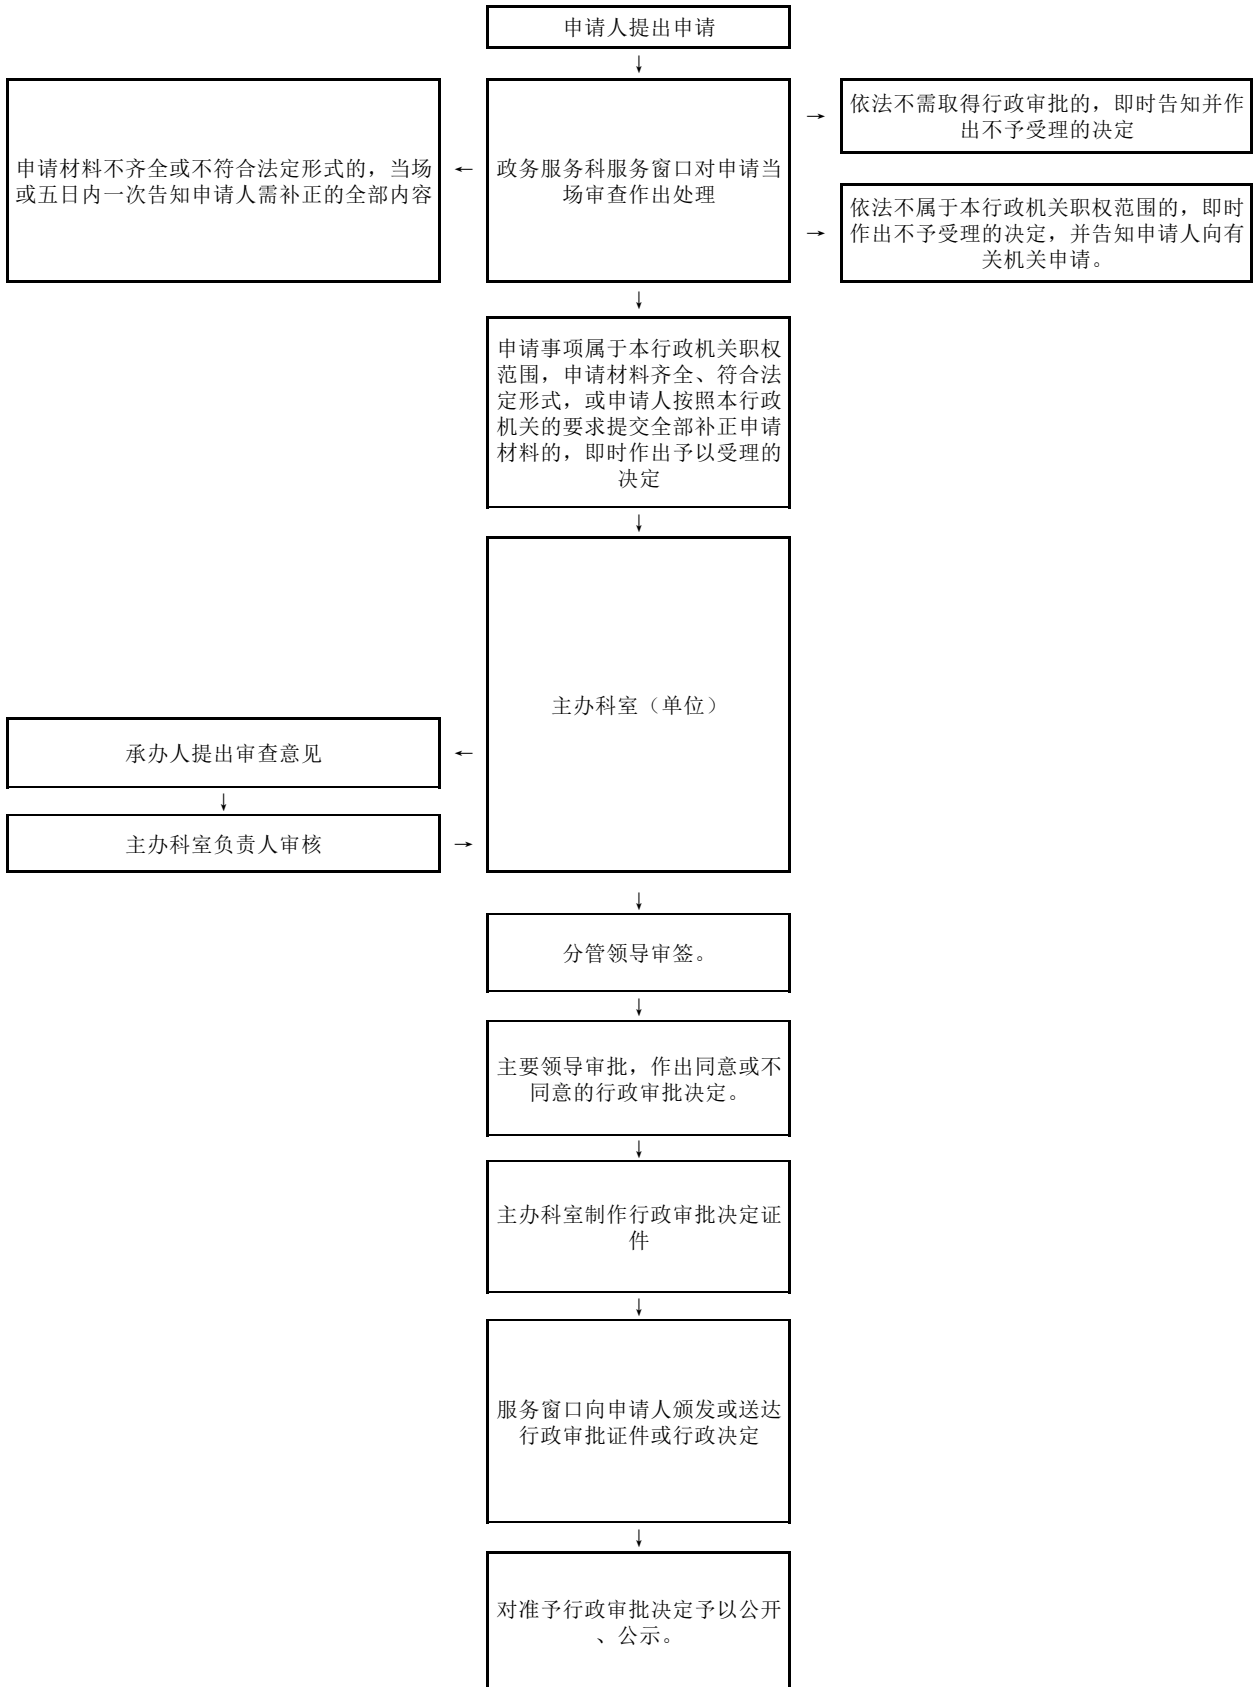 申请人提出申请
↓
申请材料不齐全或不符合法定形式的，当场
或五日内一次告知申请人需补正的全部内容
←
政务服务科服务窗口对申请当
场审查作出处理
→
依法不需取得行政审批的，即时告知并作
出不予受理的决定
→
依法不属于本行政机关职权范围的，即时
作出不予受理的决定，并告知申请人向有
关机关申请。
↓
申请事项属于本行政机关职权
范围，申请材料齐全、符合法
定形式，或申请人按照本行政
机关的要求提交全部补正申请
材料的，即时作出予以受理的
决定
↓
主办科室（单位）
←
承办人提出审查意见
↓
主办科室负责人审核
→
↓
分管领导审签。
↓
主要领导审批，作出同意或不
同意的行政审批决定。
↓
主办科室制作行政审批决定证
件
↓
服务窗口向申请人颁发或送达
行政审批证件或行政决定
↓
对准予行政审批决定予以公开
、公示。